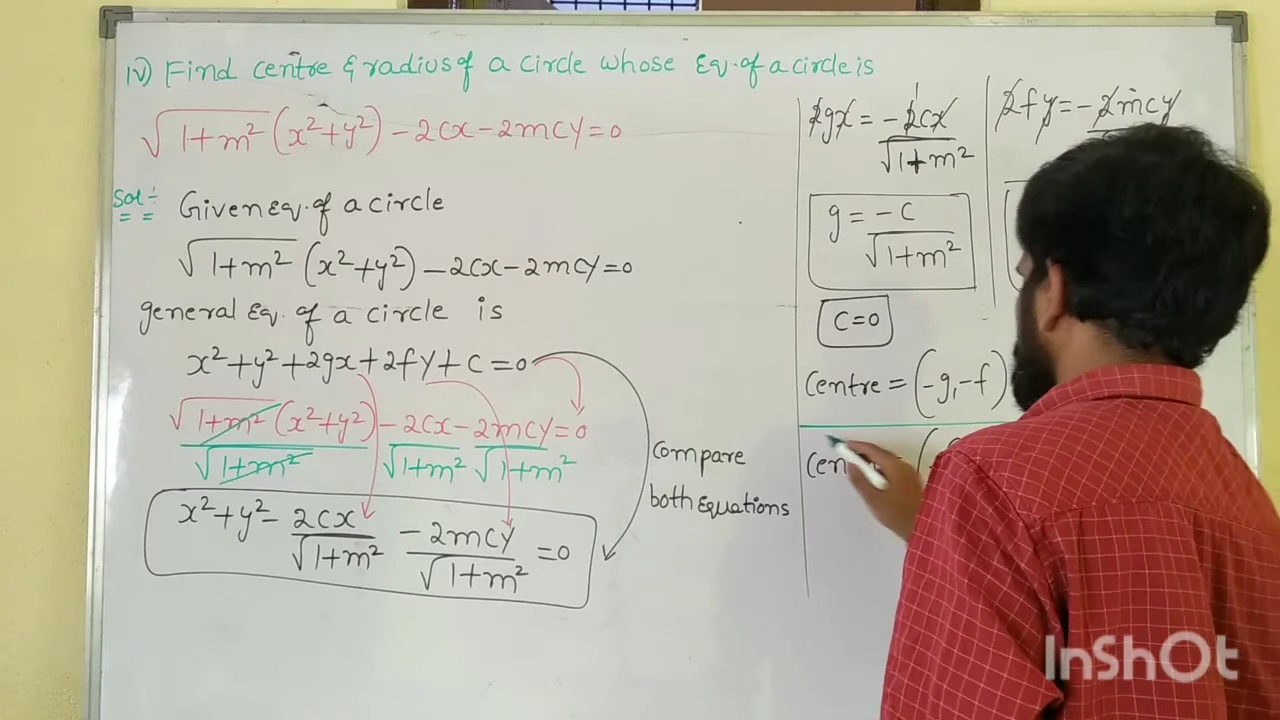 IV) Find centre & radius of a circle whose Eq. of a circle is
√1+m² (x²+y²) - 2cx - 2mcy = 0
Sol:-
Given Eq. of a circle
√1+m² (x²+y²) - 2cx - 2mcy = 0
general Eq. of a circle is
x²+y²+2gx+2fy+c=0
√1+m² (x²+y²) - 2cx - 2mcy = 0
√1+m² √1+m² √1+m²
x²+y² - 2cx - 2mcy = 0
√1+m² √1+m²
compare
both Equations
2gx = -2cx
√1+m²
g = -c
√1+m²
c=0
centre = (-g, -f)
2fy = -2mcy
InShOt